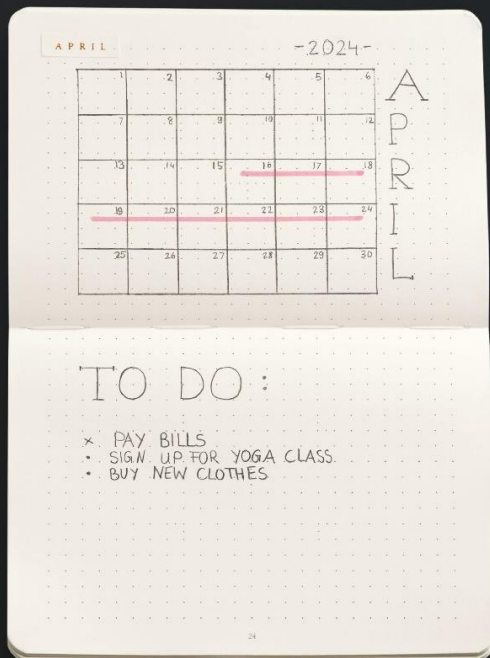 APRIL
-2024-
1 2 3 4 5 6
7 8 9 10 11 12
13 14 15 16 17 18
19 20 21 22 23 24
25 26 27 28 29 30
APRIL
TO DO:
× PAY BILLS
• SIGN UP FOR YOGA CLASS
• BUY NEW CLOTHES
24